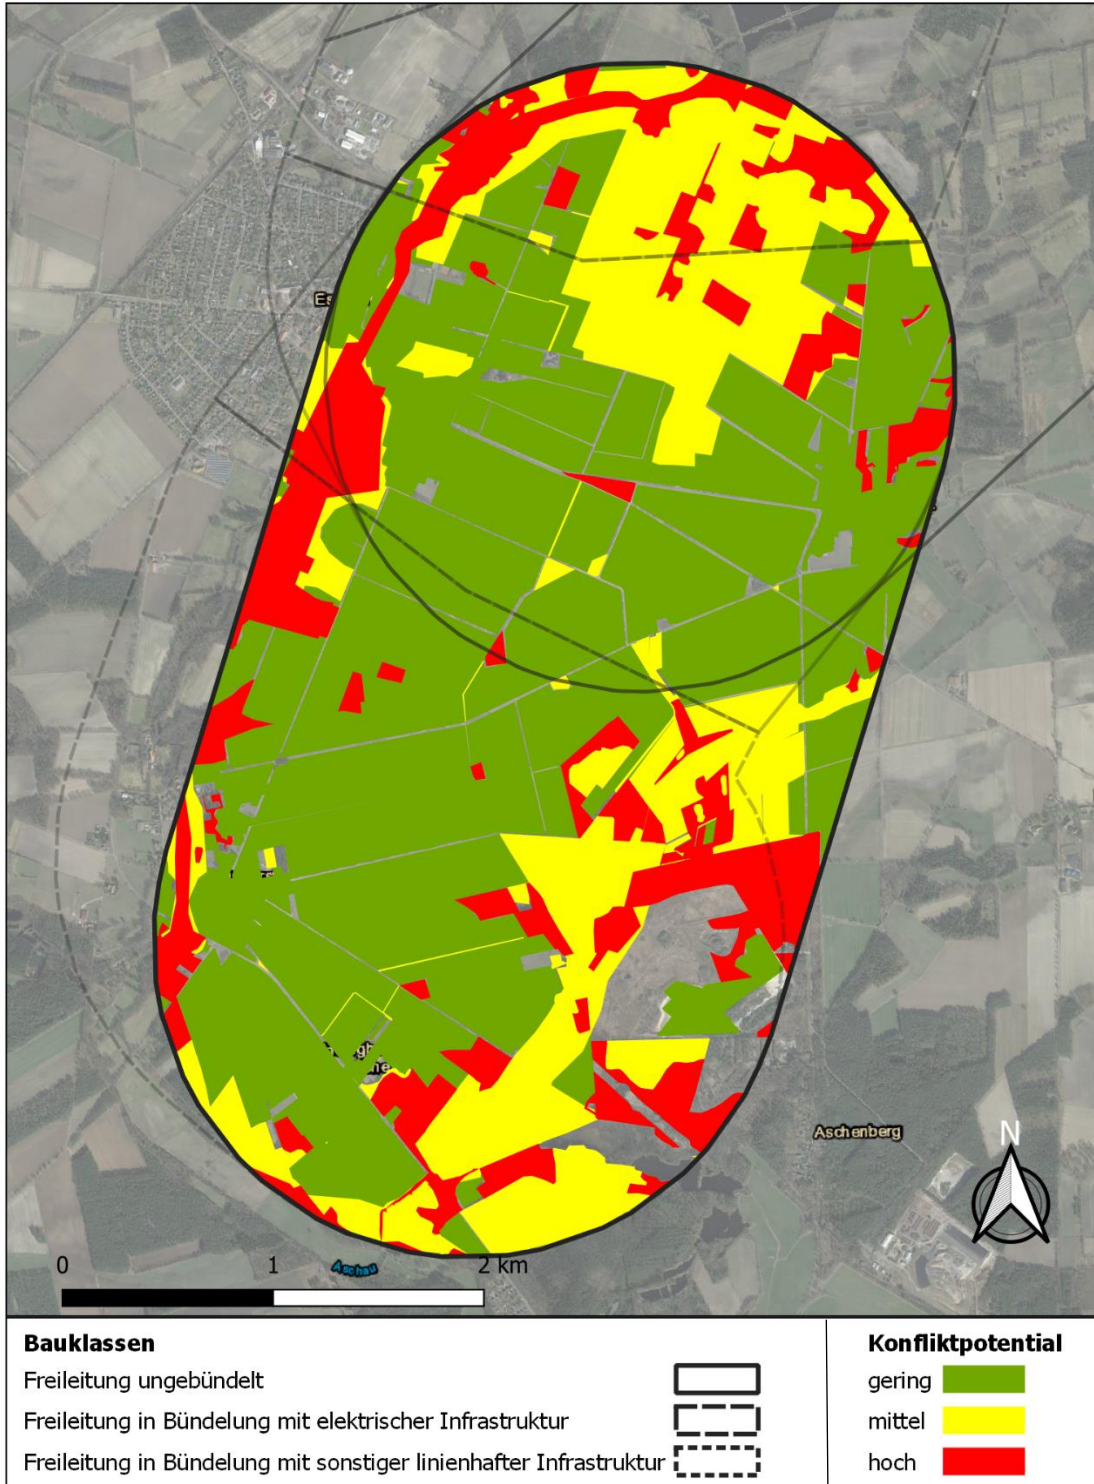 Es
Aschenberg
N
0 1 2 km
Aschau
Bauklassen
Freileitung ungebündelt
Freileitung in Bündelung mit elektrischer Infrastruktur
Freileitung in Bündelung mit sonstiger linienhafter Infrastruktur
Konfliktpotential
gering
mittel
hoch